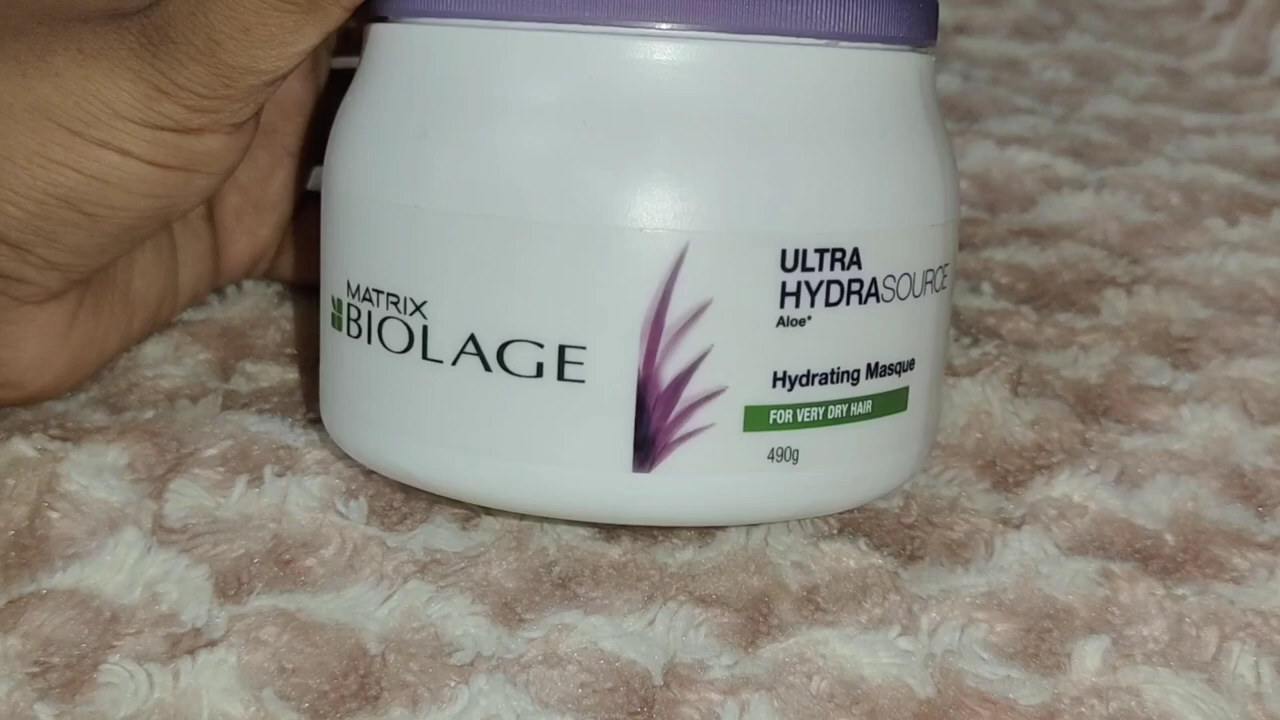 MATRIX
BIOLAGE
ULTRA
HYDRASOURCE
Aloe*
Hydrating Masque
FOR VERY DRY HAIR
490g